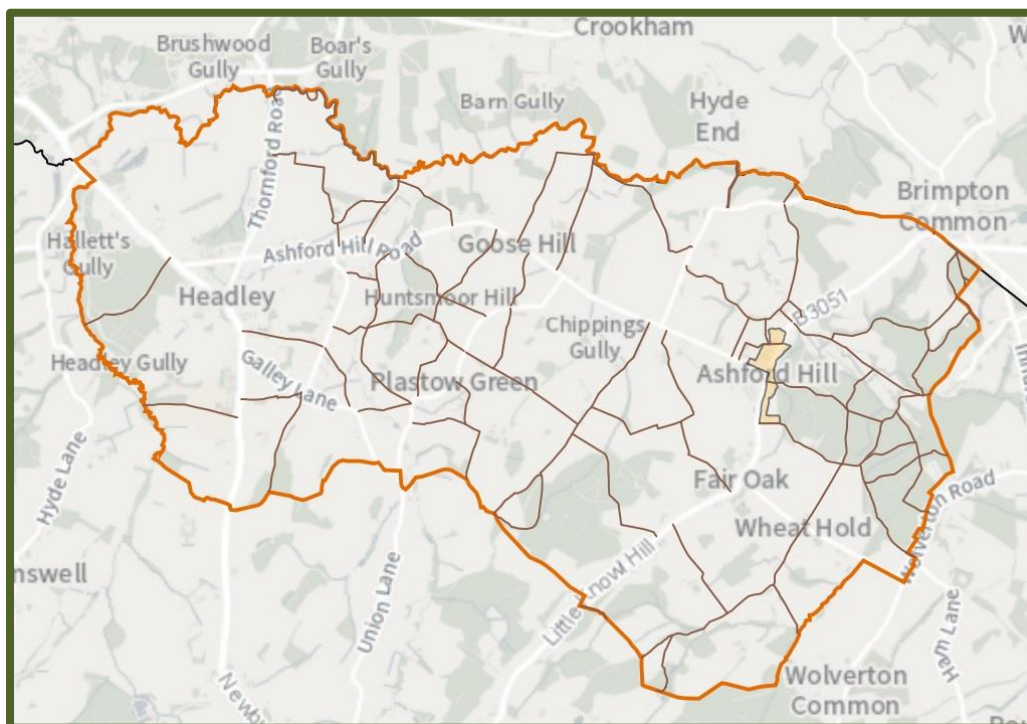 Crookham
W
Brushwood
Gully
Boar's
Gully
Barn Gully
Hyde
End
Thornford Road
Brimpton
Common
Hallett's
Gully
Ashford Hill Road
Goose Hill
Headley
Huntsmoor Hill
B3051
Chippings
Gully
Headley Gully
Galley Lane
Plastow Green
Ashford Hill
Hyde Lane
Fair Oak
Wheat Hold
Wolverton Road
nswell
Union Lane
Little Knowl Hill
Ham Lane
Newb
Wolverton
Common